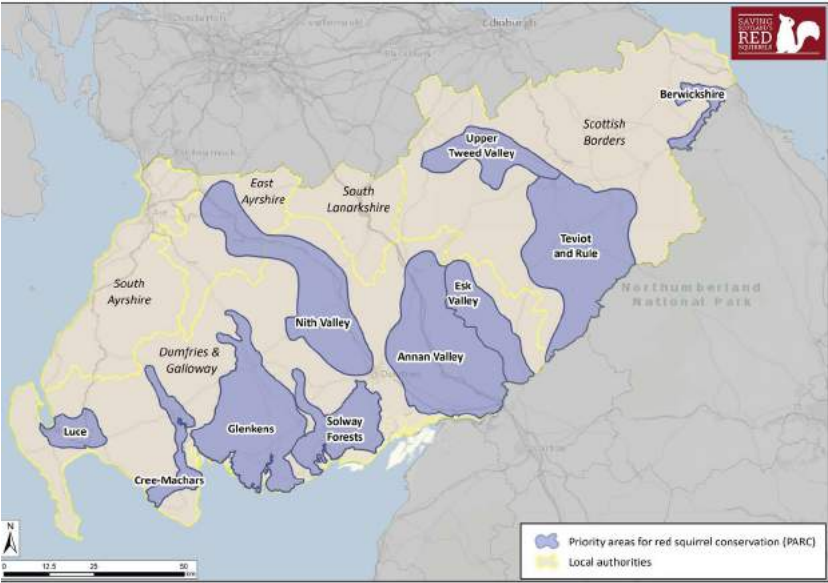 Edinburgh
SAVING
SCOTLAND'S
RED
SQUIRRELS
Berwickshire
Scottish
Borders
Upper
Tweed Valley
East
Ayrshire
South
Lanarkshire
Teviot
and Rule
South
Ayrshire
Esk
Valley
Northumberland
National Park
Nith Valley
Dumfries &
Galloway
Annan Valley
Luce
Glenkens
Solway
Forests
Cree-Machars
N
0 12.5 25 50
Priority areas for red squirrel conservation (PARC)
Local authorities